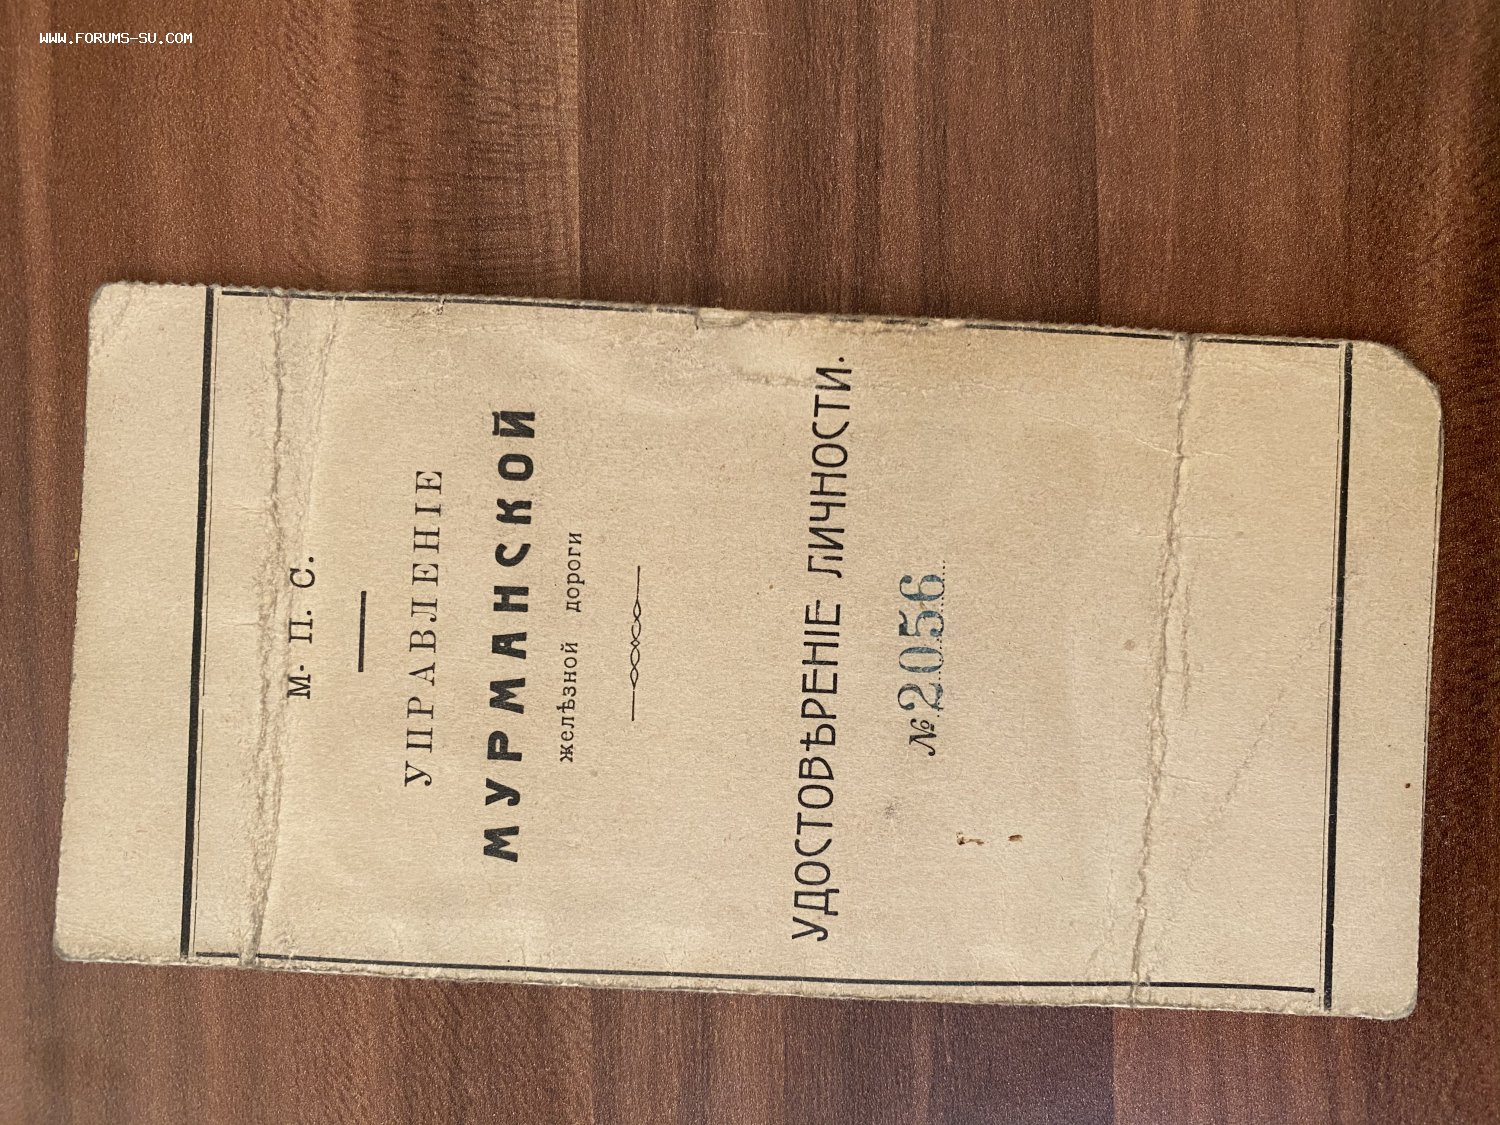 WWW.FORUMS-SU.COM
М. П. С.
УПРАВЛЕНІЕ
МУРМАНСКОЙ
желѣзной дороги
УДОСТОВѢРЕНІЕ ЛИЧНОСТИ.
№ 2056